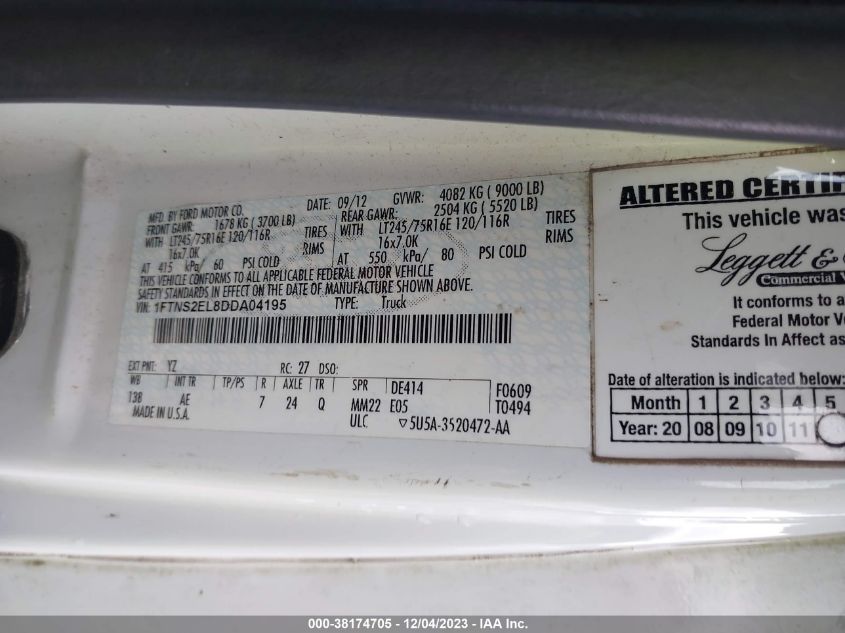 MFD. BY FORD MOTOR CO.
DATE: 09/12 GVWR: 4082 KG ( 9000 LB)
FRONT GAWR: 1678 KG ( 3700 LB)
REAR GAWR: 2504 KG ( 5520 LB)
WITH LT245/75R16E 120/116R TIRES
WITH LT245/75R16E 120/116R TIRES
16x7.0K RIMS
16x7.0K RIMS
AT 415 kPa/ 60 PSI COLD
AT 550 kPa/ 80 PSI COLD
THIS VEHICLE CONFORMS TO ALL APPLICABLE FEDERAL MOTOR VEHICLE
SAFETY STANDARDS IN EFFECT ON THE DATE OF MANUFACTURE SHOWN ABOVE.
VIN: 1FTNS2EL8DDA04195 TYPE: Truck
EXT PNT: YZ RC: 27 DSO:
WB INT TR TP/PS R AXLE TR SPR DE414 F0609
138 AE 7 24 Q MM22 E05 T0494
MADE IN U.S.A. ULC ▽5U5A-3520472-AA
ALTERED
This vehicle was
Leggett &
Commercial
It conforms to a
Federal Motor
Standards In Affect as
Date of alteration is indicated below:
Month 1 2 3 4 5
Year: 20 08 09 10 11
000-38174705 - 12/04/2023 - IAA Inc.